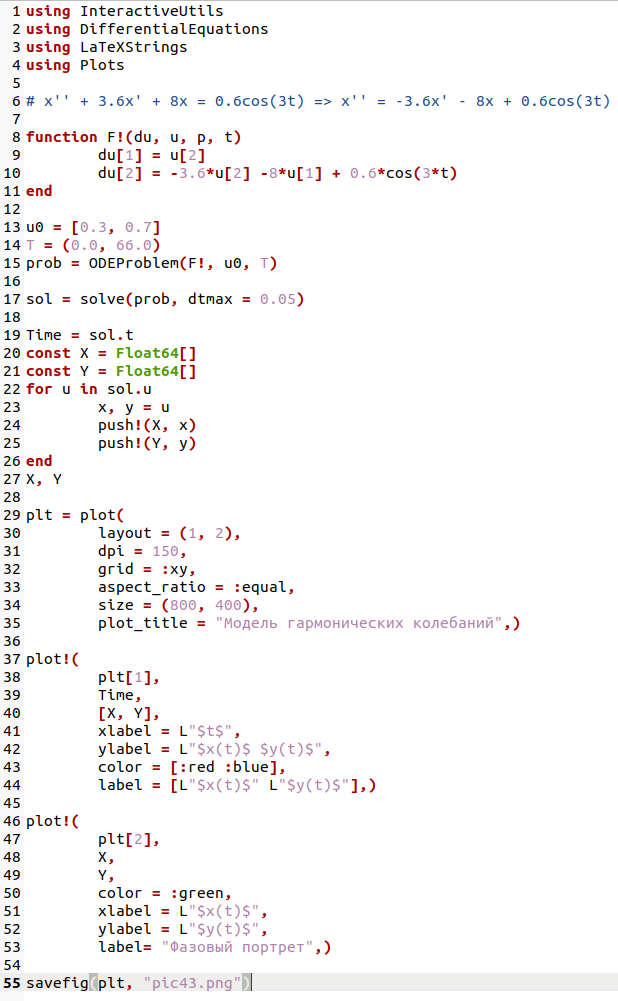 1 using InteractiveUtils
2 using DifferentialEquations
3 using LaTeXStrings
4 using Plots
5
6 # x'' + 3.6x' + 8x = 0.6cos(3t) => x'' = -3.6x' - 8x + 0.6cos(3t)
7
8 function F!(du, u, p, t)
9         du[1] = u[2]
10         du[2] = -3.6*u[2] -8*u[1] + 0.6*cos(3*t)
11 end
12
13 u0 = [0.3, 0.7]
14 T = (0.0, 66.0)
15 prob = ODEProblem(F!, u0, T)
16
17 sol = solve(prob, dtmax = 0.05)
18
19 Time = sol.t
20 const X = Float64[]
21 const Y = Float64[]
22 for u in sol.u
23         x, y = u
24         push!(X, x)
25         push!(Y, y)
26 end
27 X, Y
28
29 plt = plot(
30         layout = (1, 2),
31         dpi = 150,
32         grid = :xy,
33         aspect_ratio = :equal,
34         size = (800, 400),
35         plot_title = "Модель гармонических колебаний",)
36
37 plot!(
38         plt[1],
39         Time,
40         [X, Y],
41         xlabel = L"$t$",
42         ylabel = L"$x(t)$ $y(t)$",
43         color = [:red :blue],
44         label = [L"$x(t)$" L"$y(t)$"],)
45
46 plot!(
47         plt[2],
48         X,
49         Y,
50         color = :green,
51         xlabel = L"$x(t)$",
52         ylabel = L"$y(t)$",
53         label= "Фазовый портрет",)
54
55 savefig(plt, "pic43.png")